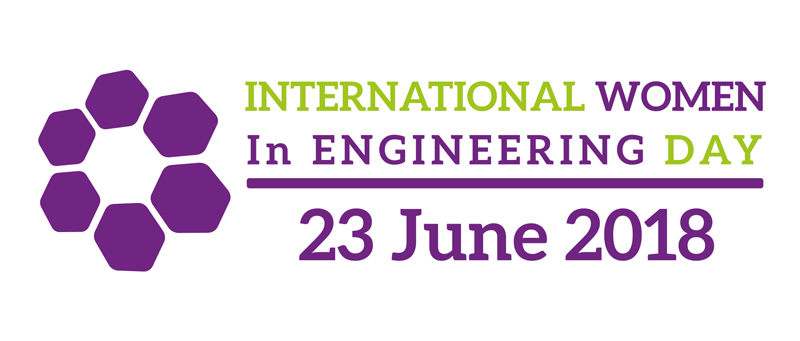 INTERNATIONAL WOMEN
In ENGINEERING DAY
23 June 2018